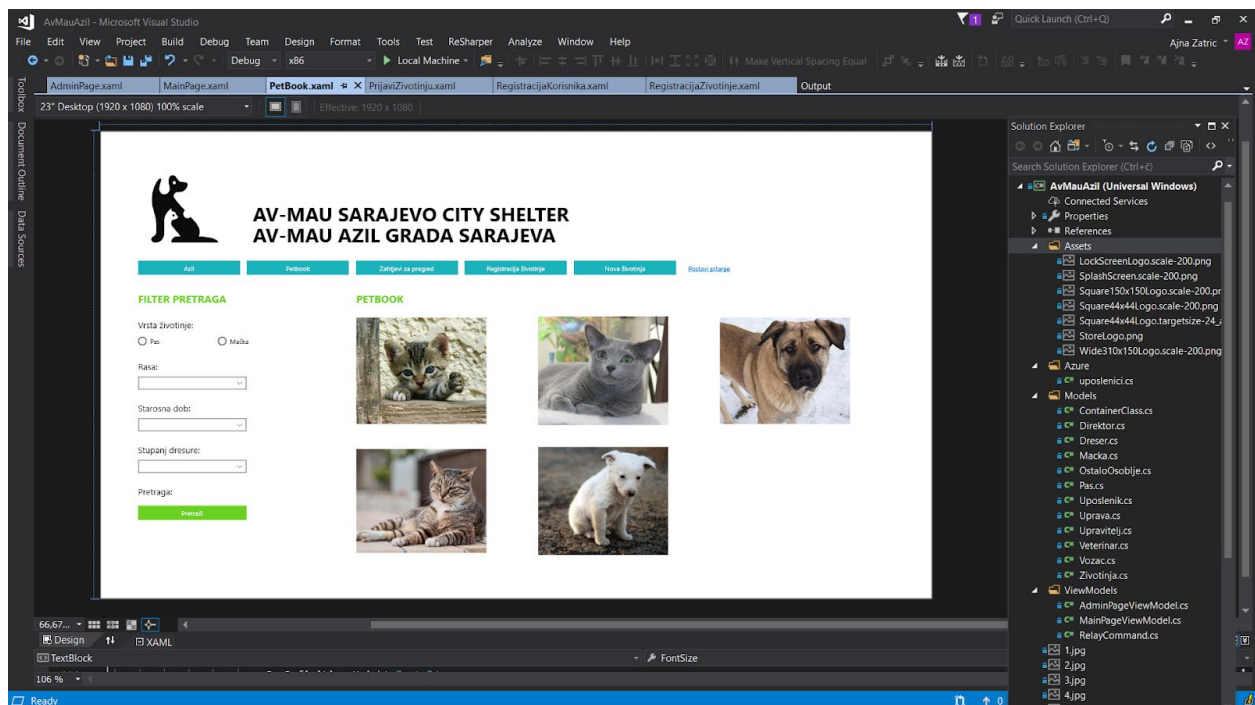 AvMauAzil - Microsoft Visual Studio
1
Quick Launch (Ctrl+Q)
File Edit View Project Build Debug Team Design Format Tools Test ReSharper Analyze Window Help
Ajna Zatric AZ
Debug x86 Local Machine Make Vertical Spacing Equal
AdminPage.xaml MainPage.xaml PetBook.xaml PrijaviZivotinju.xaml RegistracijaKorisnika.xaml RegistracijaZivotinje.xaml Output
23" Desktop (1920 x 1080) 100% scale Effective: 1920 x 1080
Toolbox
Document Outline
Data Sources
AV-MAU SARAJEVO CITY SHELTER
AV-MAU AZIL GRADA SARAJEVA
Azil Petbook Zahtjevi za pregled Registracija životinje Nova životinja Postavi pitanje
FILTER PRETRAGA
Vrsta životinje:
Pas Mačka
Rasa:
Starosna dob:
Stupanj dresure:
Pretraga:
Pretraži
PETBOOK
66,67...
Design XAML
TextBlock FontSize
106 %
Ready
0
Solution Explorer
Search Solution Explorer (Ctrl+č)
AvMauAzil (Universal Windows)
Connected Services
Properties
References
Assets
LockScreenLogo.scale-200.png
SplashScreen.scale-200.png
Square150x150Logo.scale-200.pr
Square44x44Logo.scale-200.png
Square44x44Logo.targetsize-24_
StoreLogo.png
Wide310x150Logo.scale-200.png
Azure
uposlenici.cs
Models
ContainerClass.cs
Direktor.cs
Dreser.cs
Macka.cs
OstaloOsoblje.cs
Pas.cs
Uposlenik.cs
Uprava.cs
Upravitelj.cs
Veterinar.cs
Vozac.cs
Zivotinja.cs
ViewModels
AdminPageViewModel.cs
MainPageViewModel.cs
RelayCommand.cs
1.jpg
2.jpg
3.jpg
4.jpg